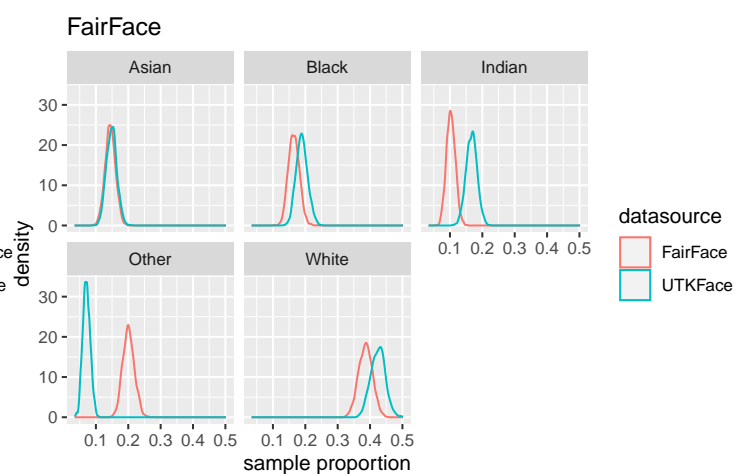 FairFace
Asian
Black
Indian
30
20
10
0
0.1 0.2 0.3 0.4 0.5
Other
White
30
20
10
0
0.1 0.2 0.3 0.4 0.5
0.1 0.2 0.3 0.4 0.5
density
sample proportion
datasource
FairFace
UTKFace
ce
e